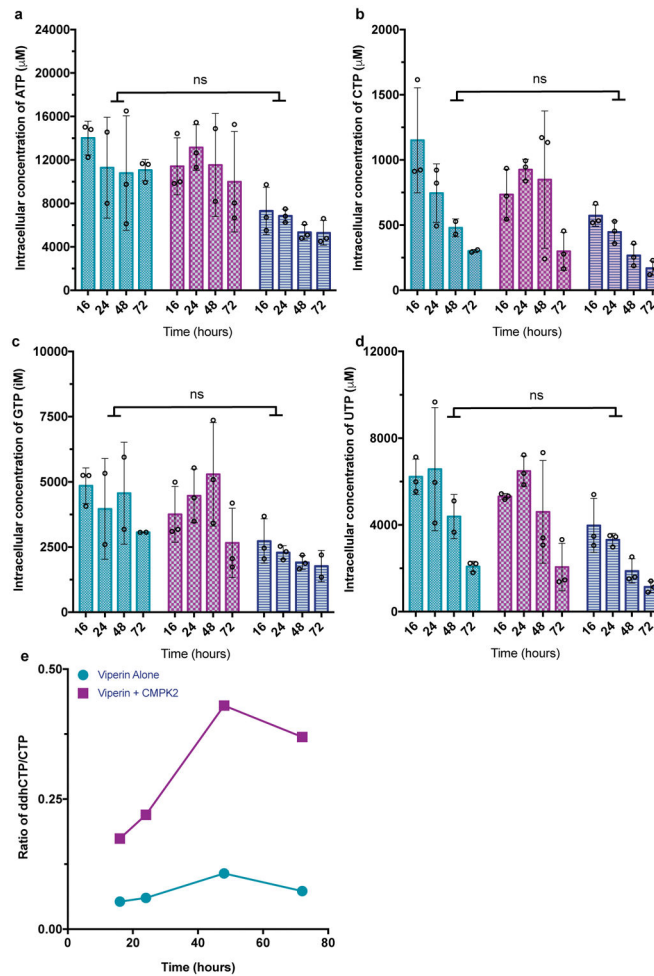 a
Intracellular concentration of ATP (μM)
24000
20000
16000
14000
12000
10000
8000
6000
4000
0
ns
16 24 48 72 16 24 48 72 16 24 48 72
Time (hours)
b
Intracellular concentration of CTP (μM)
2000
1500
1000
500
0
ns
16 24 48 72 16 24 48 72 16 24 48 72
Time (hours)
c
Intracellular concentration of GTP (iM)
10000
7500
5000
2500
0
ns
16 24 48 72 16 24 48 72 16 24 48 72
Time (hours)
d
Intracellular concentration of UTP (μM)
12000
8000
4000
0
ns
16 24 48 72 16 24 48 72 16 24 48 72
Time (hours)
e
Viperin Alone
Viperin + CMPK2
Ratio of ddhCTP/CTP
0.50
0.25
0.00
0 20 40 60 80
Time (hours)